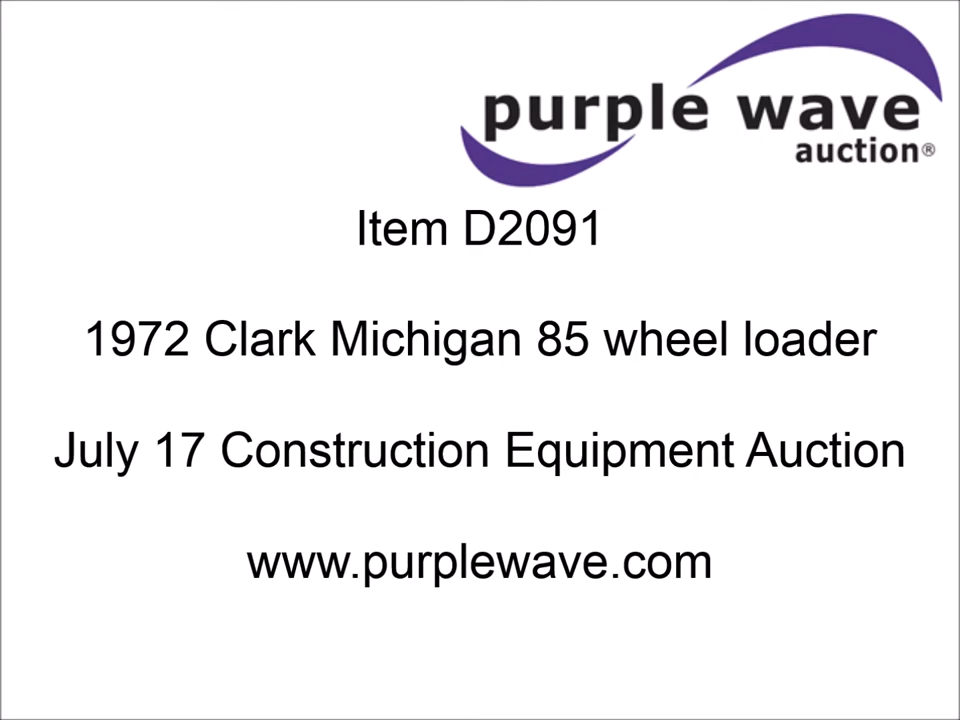 purple wave
auction®
Item D2091
1972 Clark Michigan 85 wheel loader
July 17 Construction Equipment Auction
www.purplewave.com